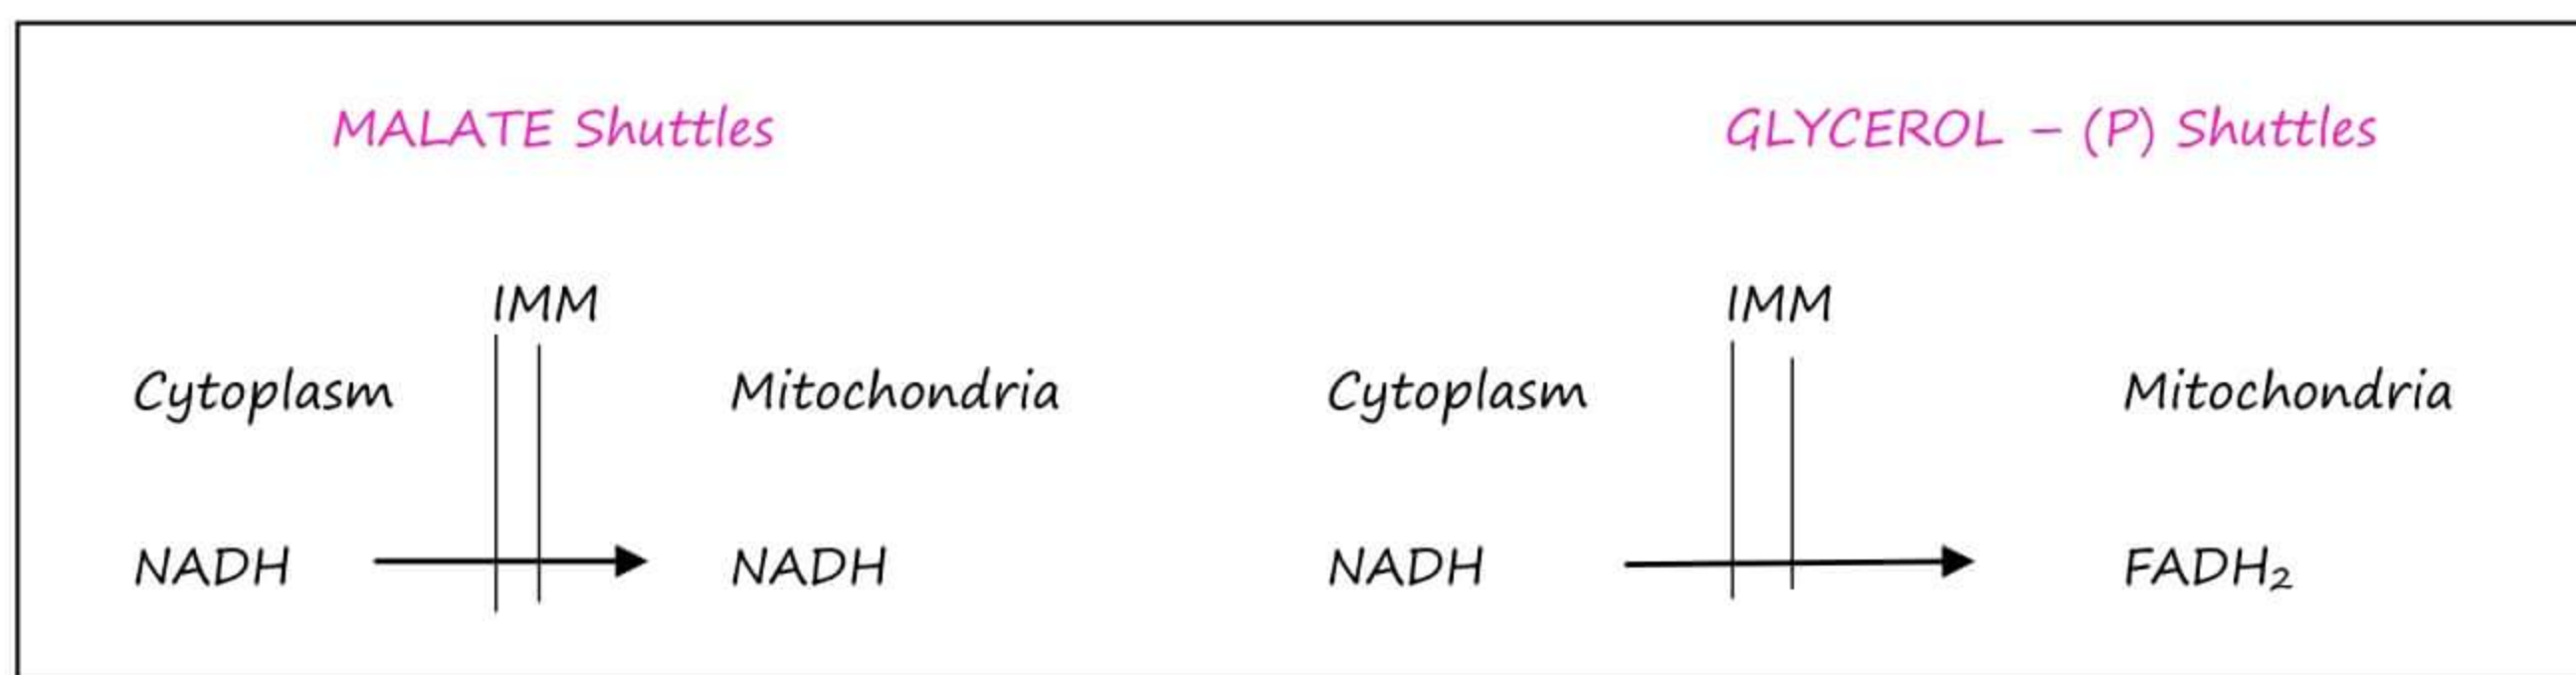 MALATE Shuttles
GLYCEROL – (P) Shuttles
IMM
IMM
Cytoplasm
Mitochondria
Cytoplasm
Mitochondria
NADH
NADH
NADH
FADH₂